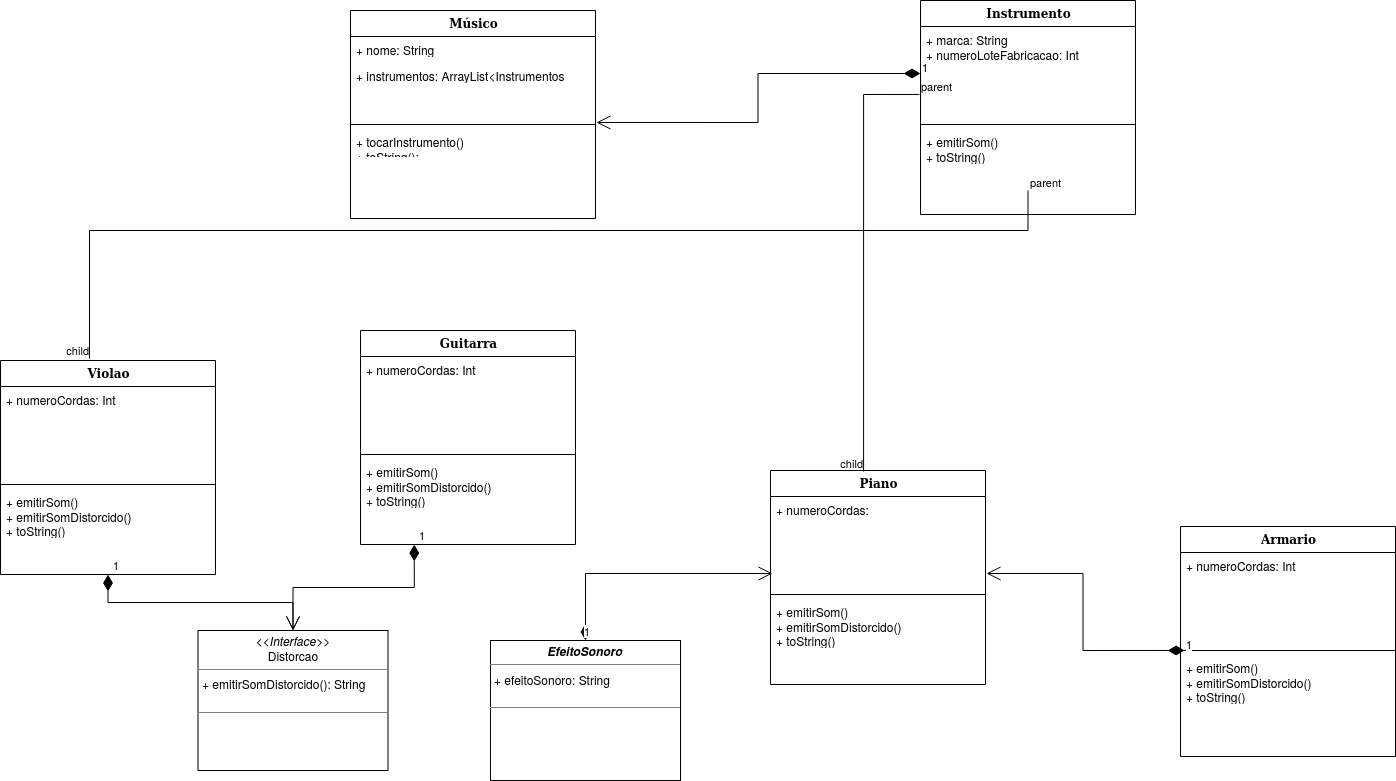 Músico
+ nome: String
+ instrumentos: ArrayList<Instrumentos
+ tocarInstrumento()
+ toString():
Instrumento
+ marca: String
+ numeroLoteFabricacao: Int
1
parent
+ emitirSom()
+ toString()
parent
child
Violao
+ numeroCordas: Int
+ emitirSom()
+ emitirSomDistorcido()
+ toString()
1
Guitarra
+ numeroCordas: Int
+ emitirSom()
+ emitirSomDistorcido()
+ toString()
1
<<Interface>>
Distorcao
+ emitirSomDistorcido(): String
1
EfeitoSonoro
+ efeitoSonoro: String
child
Piano
+ numeroCordas:
+ emitirSom()
+ emitirSomDistorcido()
+ toString()
Armario
+ numeroCordas: Int
1
+ emitirSom()
+ emitirSomDistorcido()
+ toString()